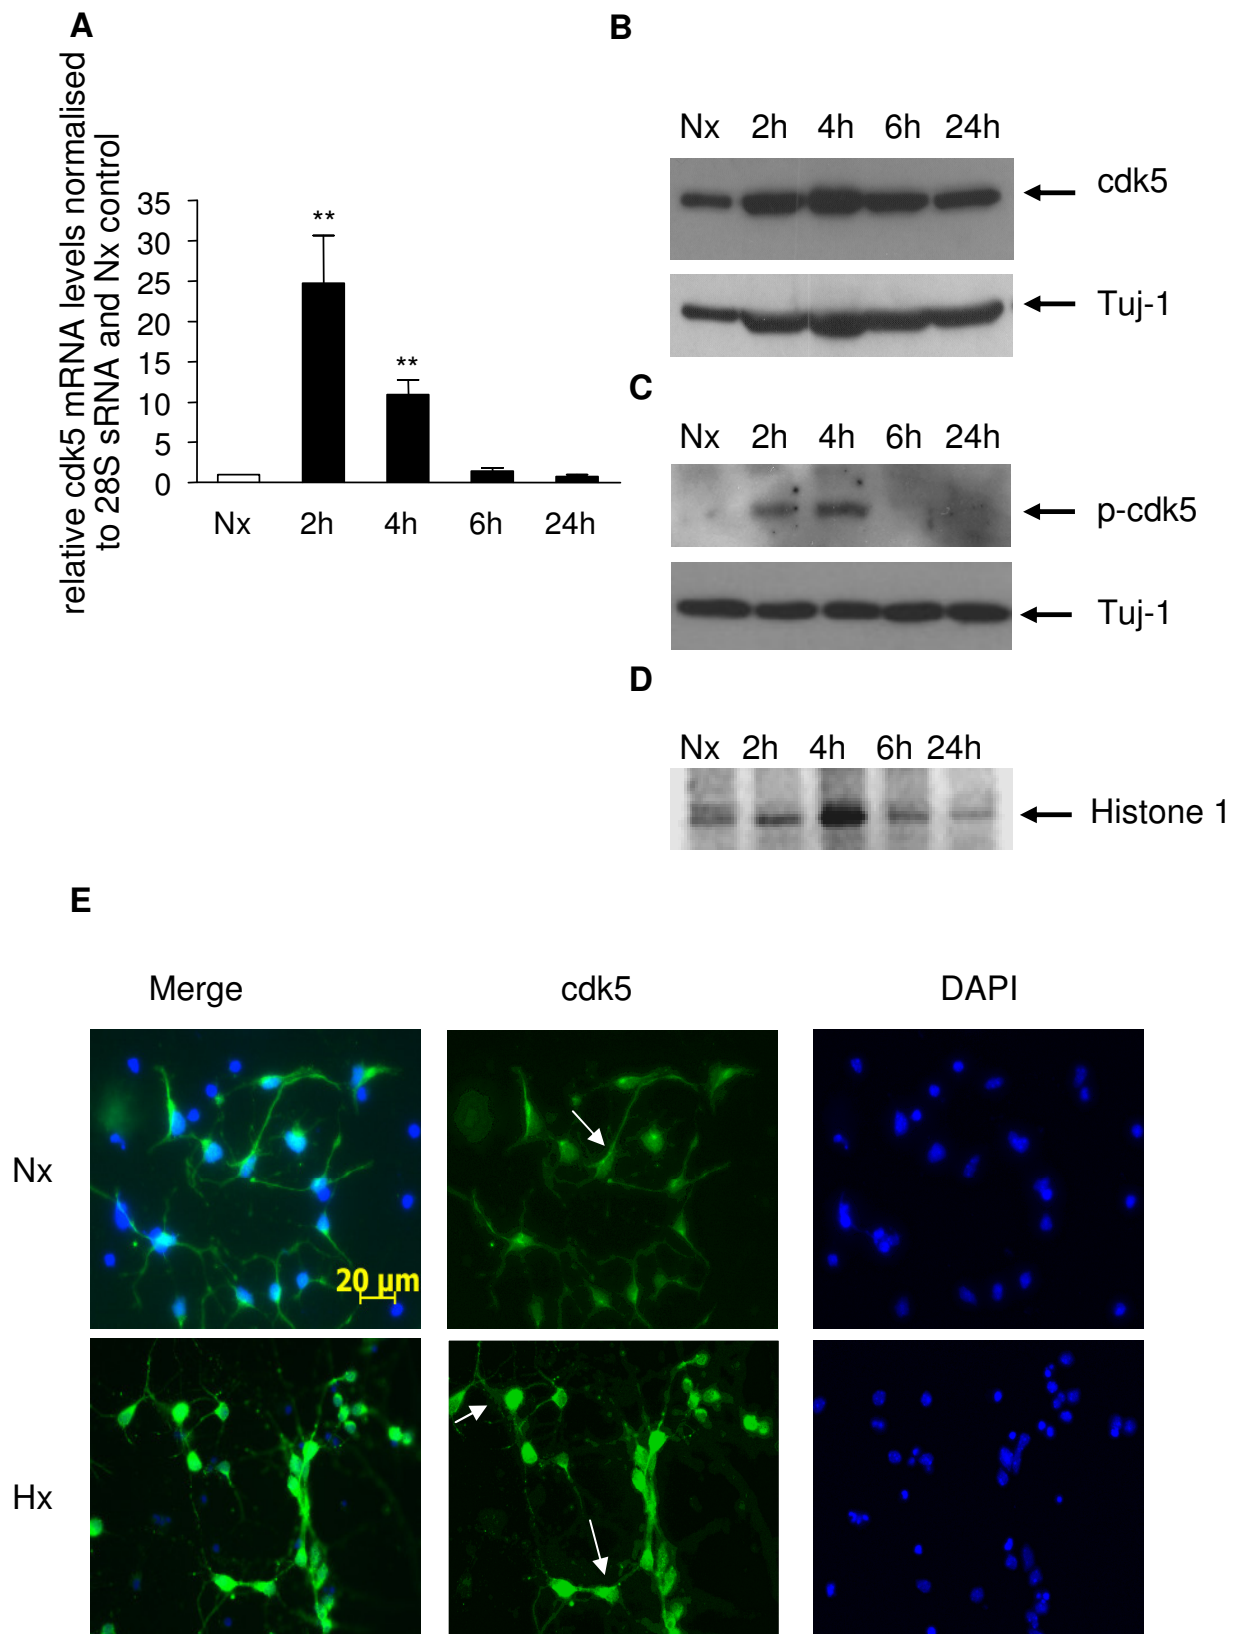 A
relative cdk5 mRNA levels normalised
to 28S sRNA and Nx control
35
30
25
20
15
10
5
0
**
**
Nx 2h 4h 6h 24h
B
Nx 2h 4h 6h 24h
cdk5
Tuj-1
C
Nx 2h 4h 6h 24h
p-cdk5
Tuj-1
D
Nx 2h 4h 6h 24h
Histone 1
E
Merge cdk5 DAPI
Nx
20 µm
Hx